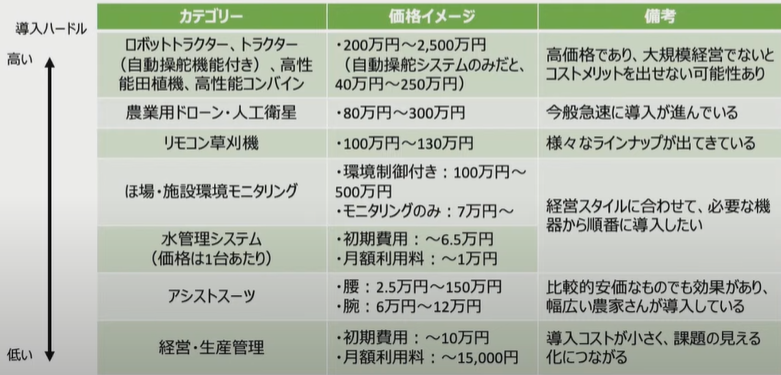 導入ハードル
高い
低い
カテゴリー
価格イメージ
備考
ロボットトラクター、トラクター
（自動操舵機能付き）、高性
能田植機、高性能コンバイン
・200万円～2,500万円
（自動操舵システムのみだと、
40万円～250万円）
高価格であり、大規模経営でないと
コストメリットを出せない可能性あり
農業用ドローン・人工衛星
・80万円～300万円
今般急速に導入が進んでいる
リモコン草刈機
・100万円～130万円
様々なラインナップが出てきている
ほ場・施設環境モニタリング
・環境制御付き：100万円～
500万円
・モニタリングのみ：7万円～
経営スタイルに合わせて、必要な機
器から順番に導入したい
水管理システム
（価格は1台あたり）
・初期費用：～6.5万円
・月額利用料：～1万円
アシストスーツ
・腰：2.5万円～150万円
・腕：6万円～12万円
比較的安価なものでも効果があり、
幅広い農家さんが導入している
経営・生産管理
・初期費用：～10万円
・月額利用料：～15,000円
導入コストが小さく、課題の見える
化につながる